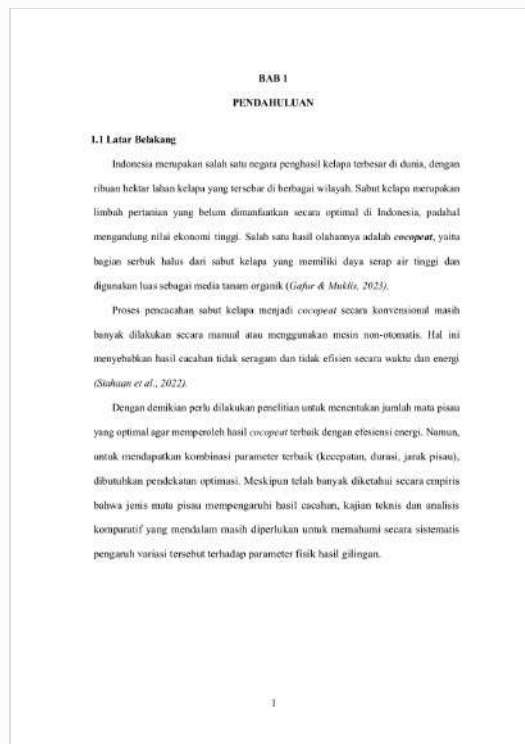 BAB 1
PENDAHULUAN
1.1 Latar Belakang
Indonesia merupakan salah satu negara penghasil kelapa terbesar di dunia, dengan
ribuan hektar lahan kelapa yang tersebar di berbagai wilayah. Sabut kelapa merupakan
limbah pertanian yang belum dimanfaatkan secara optimal di Indonesia, padahal
mengandung nilai ekonomi tinggi. Salah satu hasil olahannya adalah cocopeat, yaitu
bagian serbuk halus dari sabut kelapa yang memiliki daya serap air tinggi dan
digunakan luas sebagai media tanam organik (Gafur & Muklis, 2023).
Proses pencacahan sabut kelapa menjadi cocopeat secara konvensional masih
banyak dilakukan secara manual atau menggunakan mesin non-otomatis. Hal ini
menyebabkan hasil cacahan tidak seragam dan tidak efisien secara waktu dan energi
(Siahaan et al., 2022).
Dengan demikian perlu dilakukan penelitian untuk menentukan jumlah mata pisau
yang optimal agar memperoleh hasil cocopeat terbaik dengan efesiensi energi. Namun,
untuk mendapatkan kombinasi parameter terbaik (kecepatan, durasi, jarak pisau),
dibutuhkan pendekatan optimasi. Meskipun telah banyak diketahui secara empiris
bahwa jenis mata pisau mempengaruhi hasil cacahan, kajian teknis dan analisis
komparatif yang mendalam masih diperlukan untuk memahami secara sistematis
pengaruh variasi tersebut terhadap parameter fisik hasil gilingan.
1